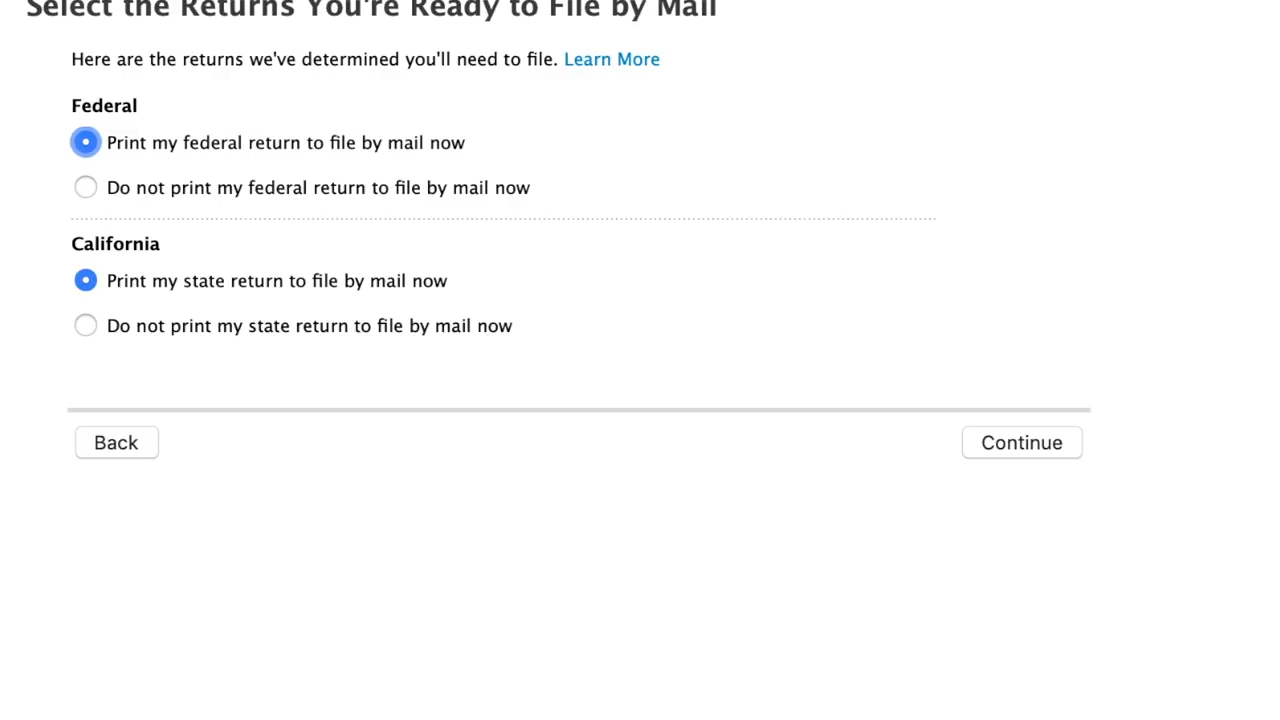 Select the Returns You're Ready to File by Mail
Here are the returns we've determined you'll need to file. Learn More
Federal
Print my federal return to file by mail now
Do not print my federal return to file by mail now
California
Print my state return to file by mail now
Do not print my state return to file by mail now
Back
Continue